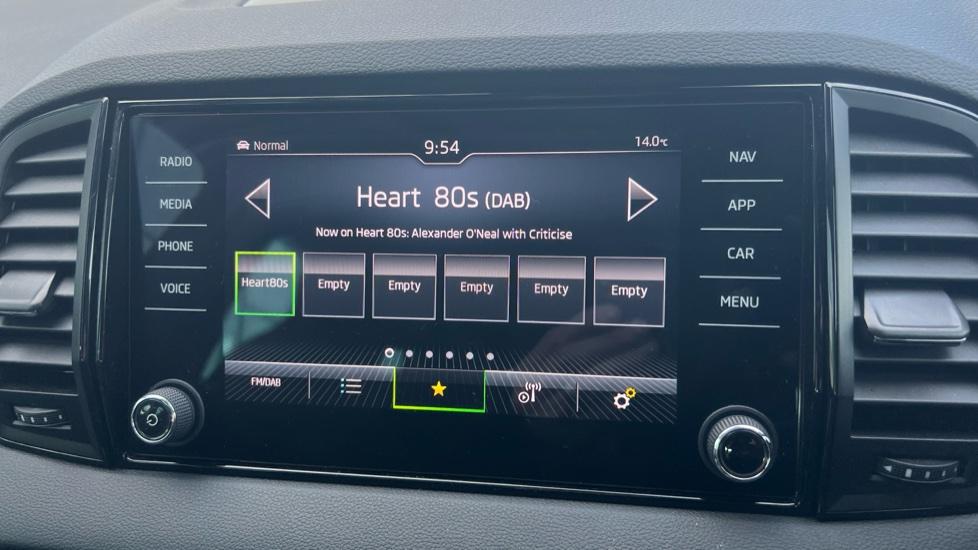 RADIO
MEDIA
PHONE
VOICE
Normal
9:54
14.0°C
Heart 80s (DAB)
Now on Heart 80s: Alexander O'Neal with Criticise
Heart80s
Empty
Empty
Empty
Empty
Empty
FM/DAB
NAV
APP
CAR
MENU